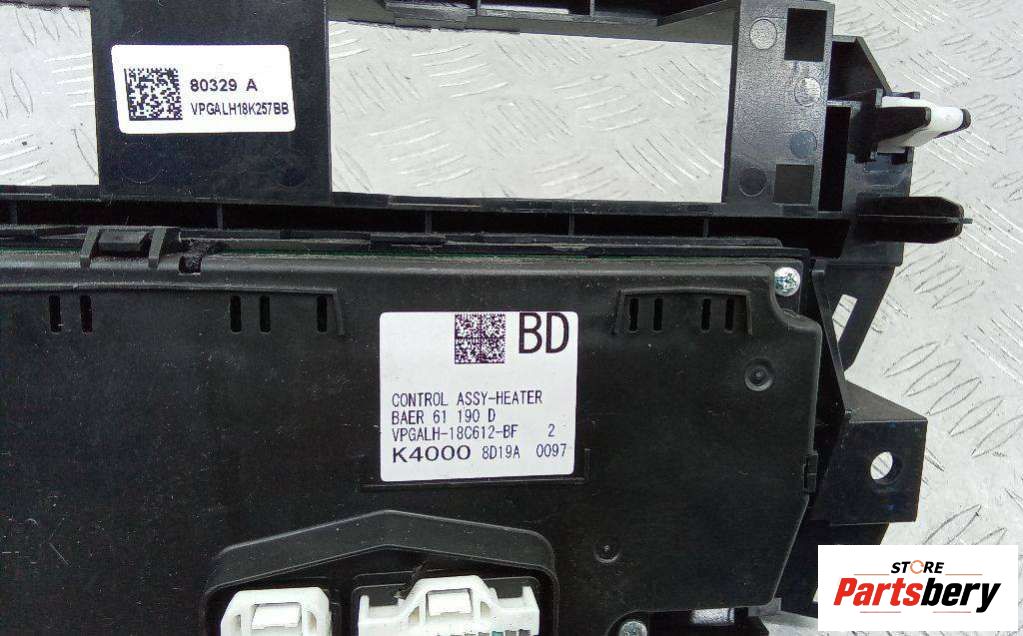 80329 A
VPGALH18K257BB
BD
CONTROL ASSY-HEATER
BAER 61 190 D
VPGALH-18C612-BF 2
K4000 8D19A 0097
STORE
Partsbery